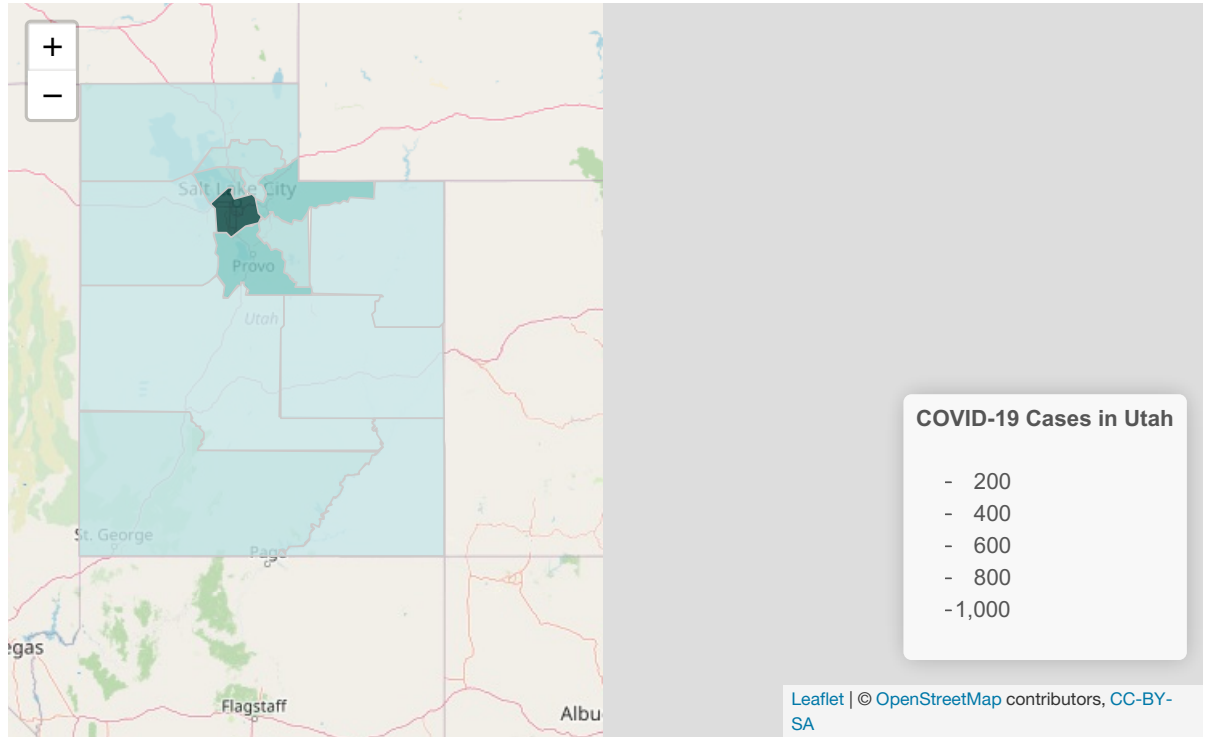 +
−
Salt Lake City
Provo
Utah
St. George
Page
egas
Flagstaff
Albu
COVID-19 Cases in Utah
- 200
- 400
- 600
- 800
-1,000
Leaflet | © OpenStreetMap contributors, CC-BY-
SA